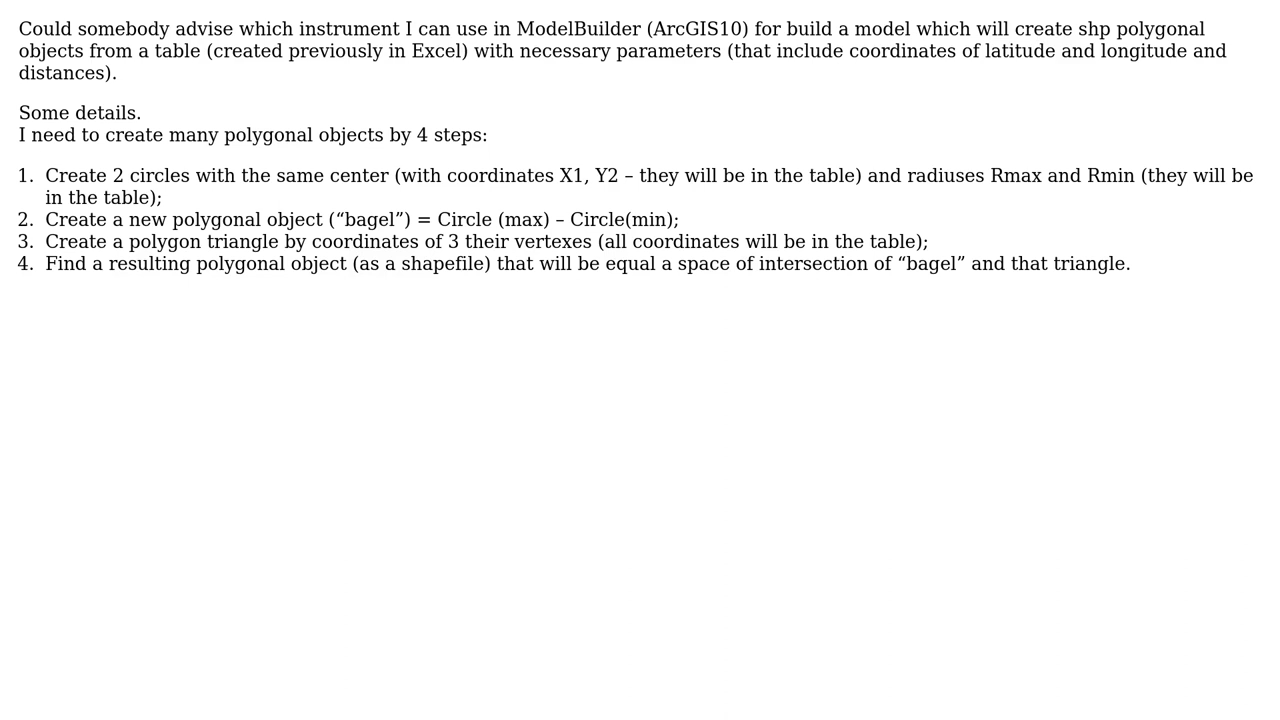 Could somebody advise which instrument I can use in ModelBuilder (ArcGIS10) for build a model which will create shp polygonal
objects from a table (created previously in Excel) with necessary parameters (that include coordinates of latitude and longitude and
distances).
Some details.
I need to create many polygonal objects by 4 steps:
1. Create 2 circles with the same center (with coordinates X1, Y2 – they will be in the table) and radiuses Rmax and Rmin (they will be
in the table);
2. Create a new polygonal object (“bagel”) = Circle (max) – Circle(min);
3. Create a polygon triangle by coordinates of 3 their vertexes (all coordinates will be in the table);
4. Find a resulting polygonal object (as a shapefile) that will be equal a space of intersection of “bagel” and that triangle.